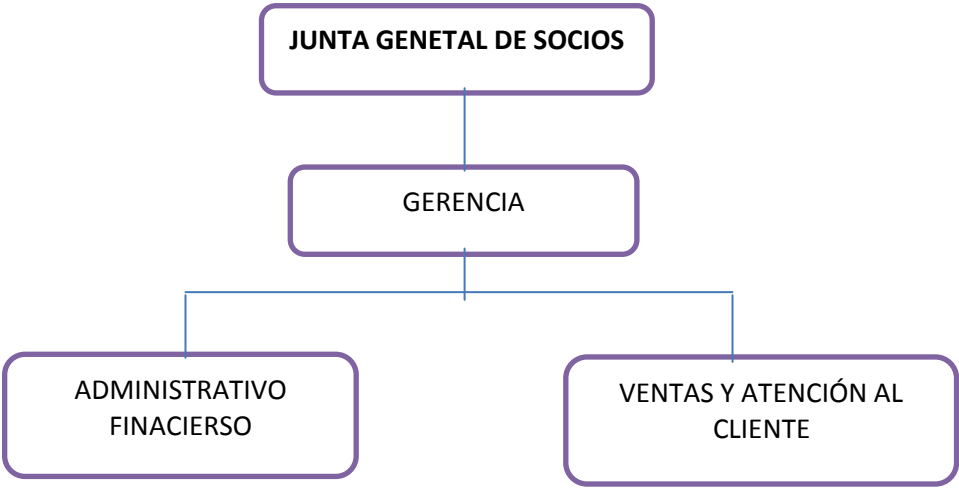 JUNTA GENETAL DE SOCIOS
GERENCIA
ADMINISTRATIVO
FINACIERSO
VENTAS Y ATENCIÓN AL
CLIENTE